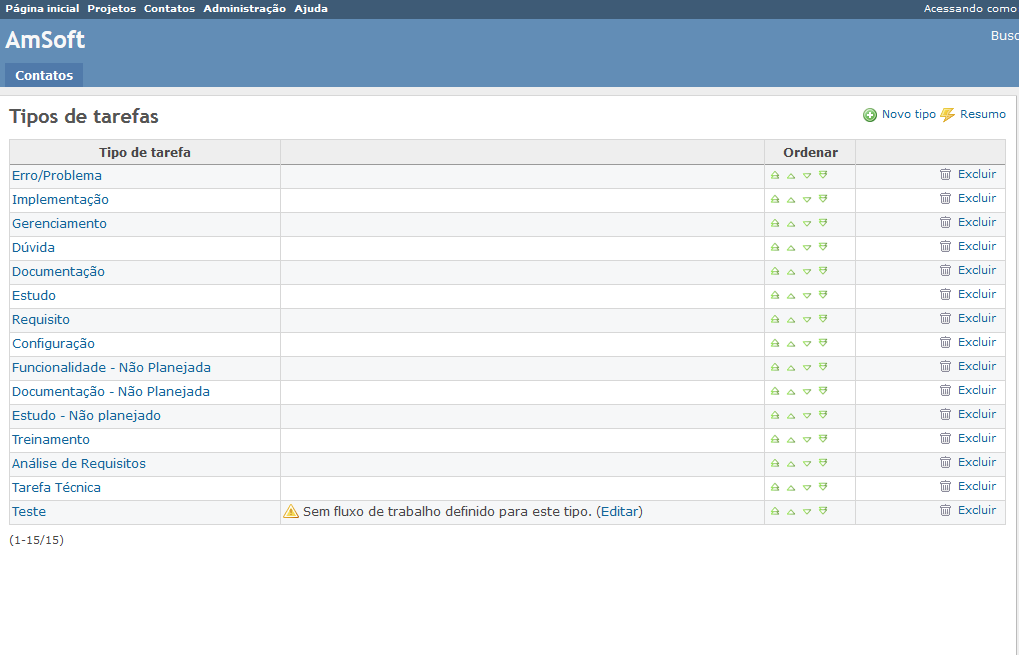 Página inicial Projetos Contatos Administração Ajuda Acessando como
AmSoft
Contatos
Tipos de tarefas Novo tipo Resumo
Tipo de tarefa Ordenar
Erro/Problema Excluir
Implementação Excluir
Gerenciamento Excluir
Dúvida Excluir
Documentação Excluir
Estudo Excluir
Requisito Excluir
Configuração Excluir
Funcionalidade - Não Planejada Excluir
Documentação - Não Planejada Excluir
Estudo - Não planejado Excluir
Treinamento Excluir
Análise de Requisitos Excluir
Tarefa Técnica Excluir
Teste Sem fluxo de trabalho definido para este tipo. (Editar) Excluir
(1-15/15)